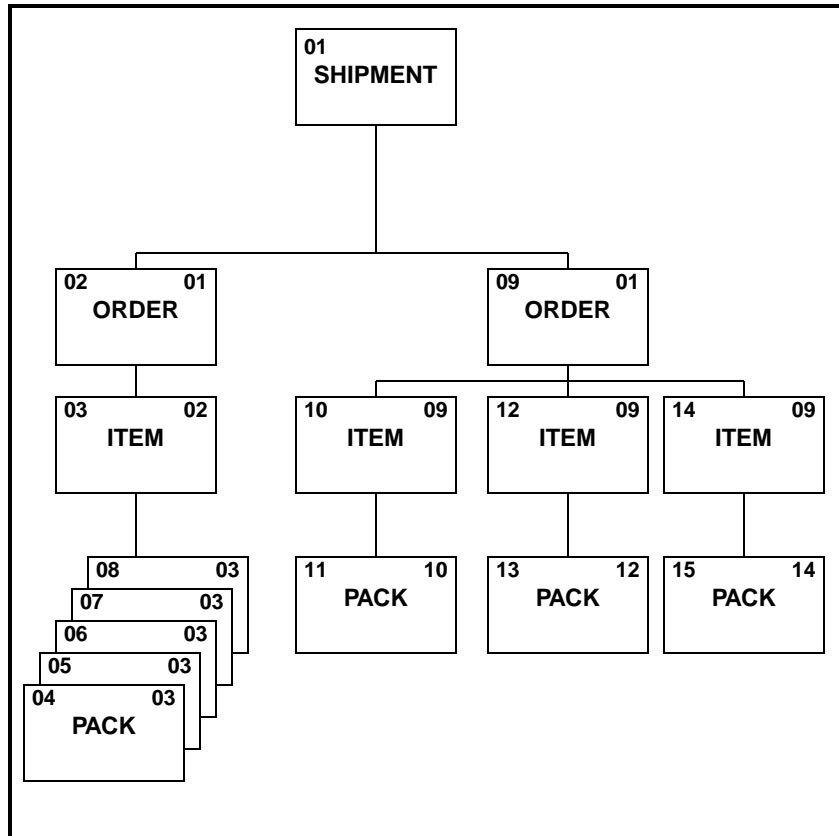 01
SHIPMENT
02 01
ORDER
09 01
ORDER
03 02
ITEM
10 09
ITEM
12 09
ITEM
14 09
ITEM
08 03
07 03
06 03
05 03
04 03
PACK
11 10
PACK
13 12
PACK
15 14
PACK